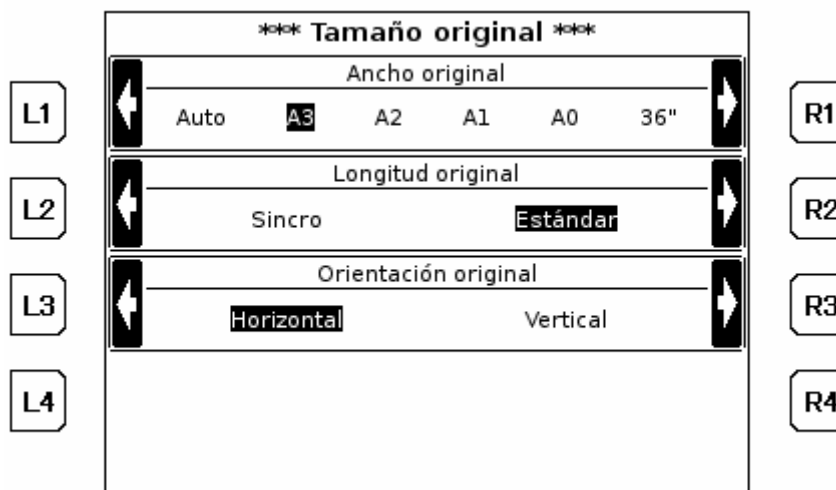 *** Tamaño original ***
Ancho original
L1 Auto A3 A2 A1 A0 36" R1
Longitud original
L2 Sincro Estándar R2
Orientación original
L3 Horizontal Vertical R3
L4 R4